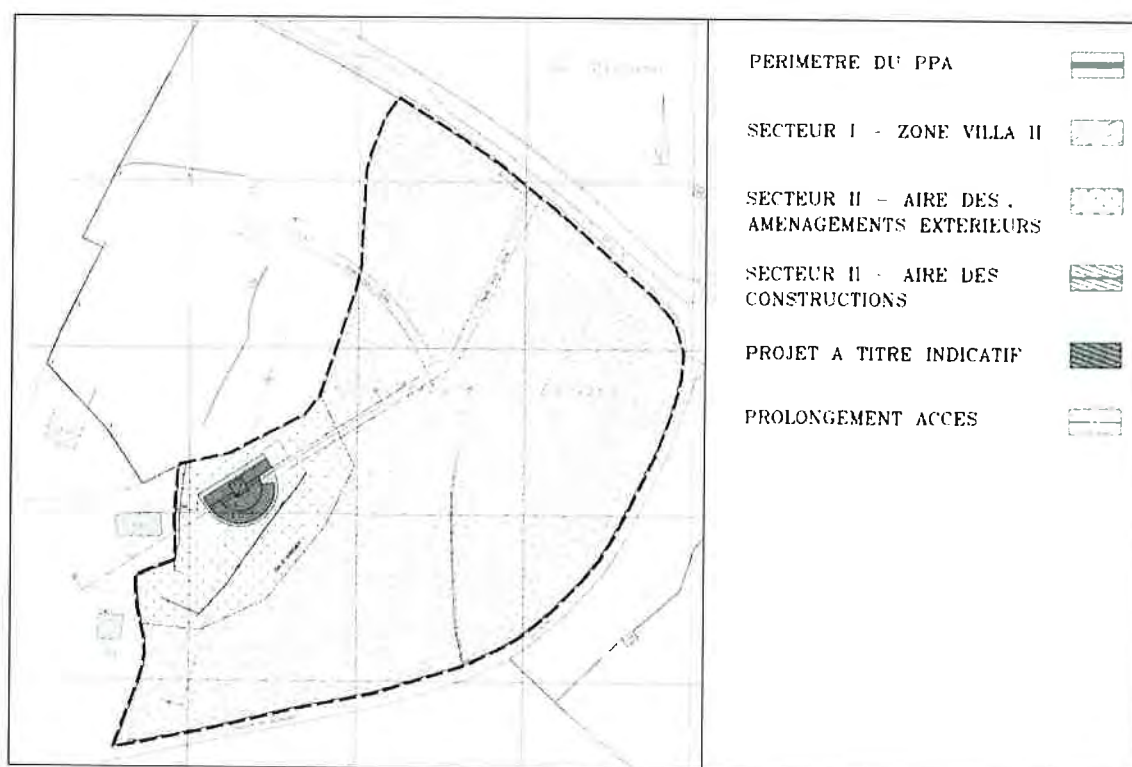 PERIMETRE DU PPA
SECTEUR I - ZONE VILLA II
SECTEUR II - AIRE DES .
AMENAGEMENTS EXTERIEURS
SECTEUR II - AIRE DES
CONSTRUCTIONS
PROJET A TITRE INDICATIF
PROLONGEMENT ACCES